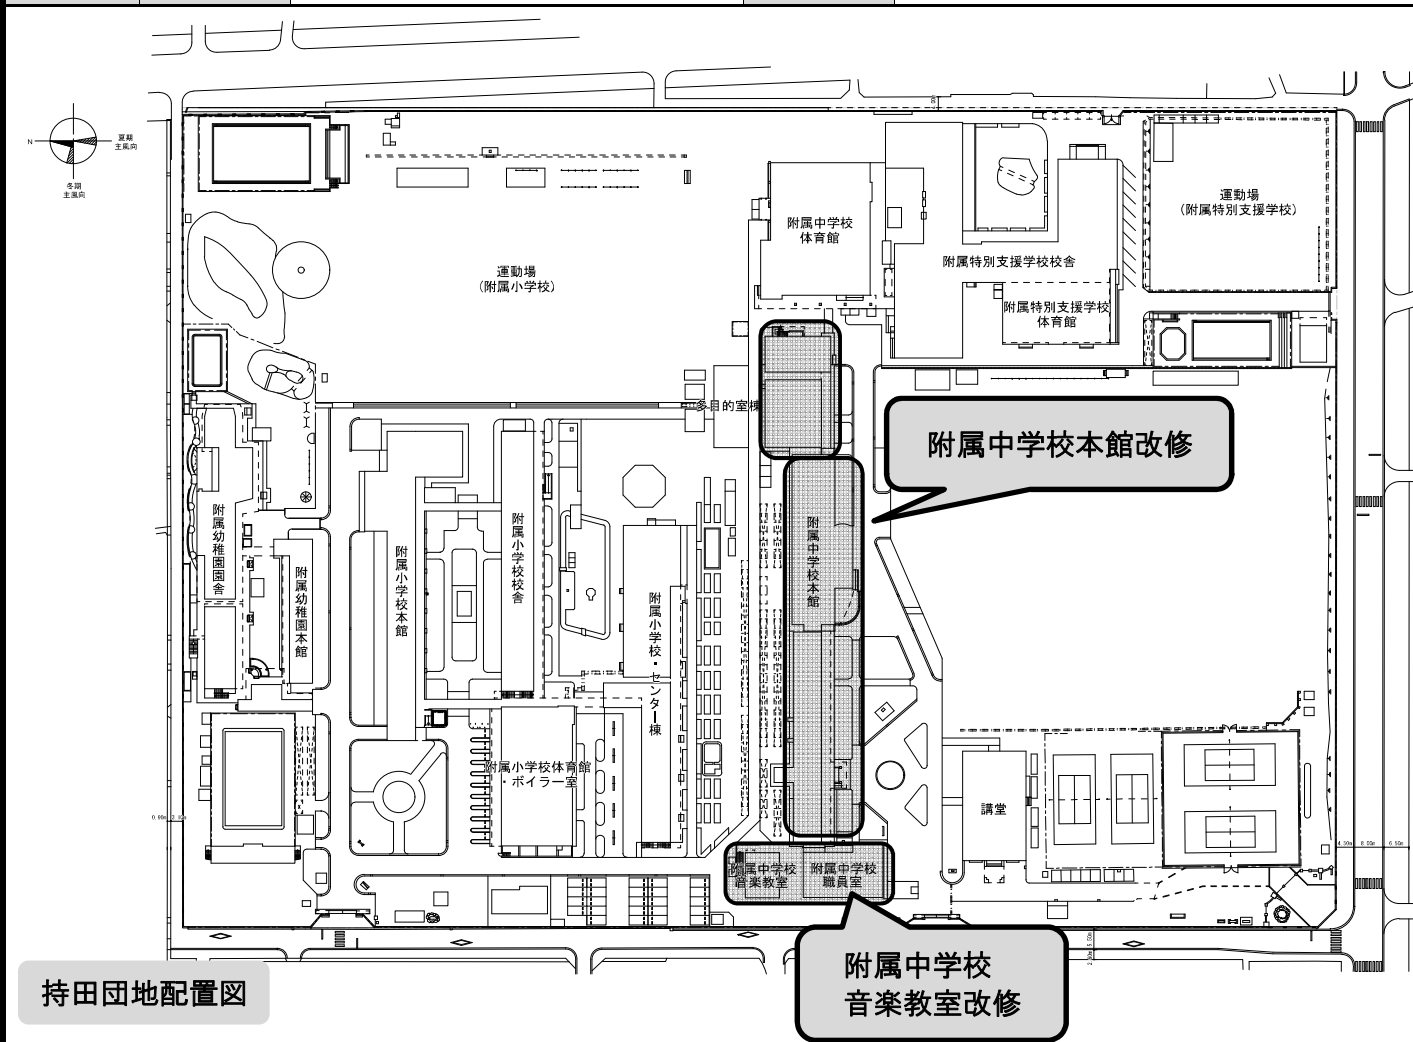 N
夏期
主風向
冬期
主風向
運動場
(附属小学校)
附属中学校
体育館
附属特別支援学校校舎
附属特別支援学校
体育館
運動場
(附属特別支援学校)
多目的室棟
附属中学校本館改修
附属幼稚園園舎
附属幼稚園本館
附属小学校本館
附属小学校校舎
附属小学校・センター棟
附属中学校本館
附属小学校体育館
・ボイラー室
講堂
附属中学校
音楽教室
附属中学校
職員室
附属中学校
音楽教室改修
持田団地配置図